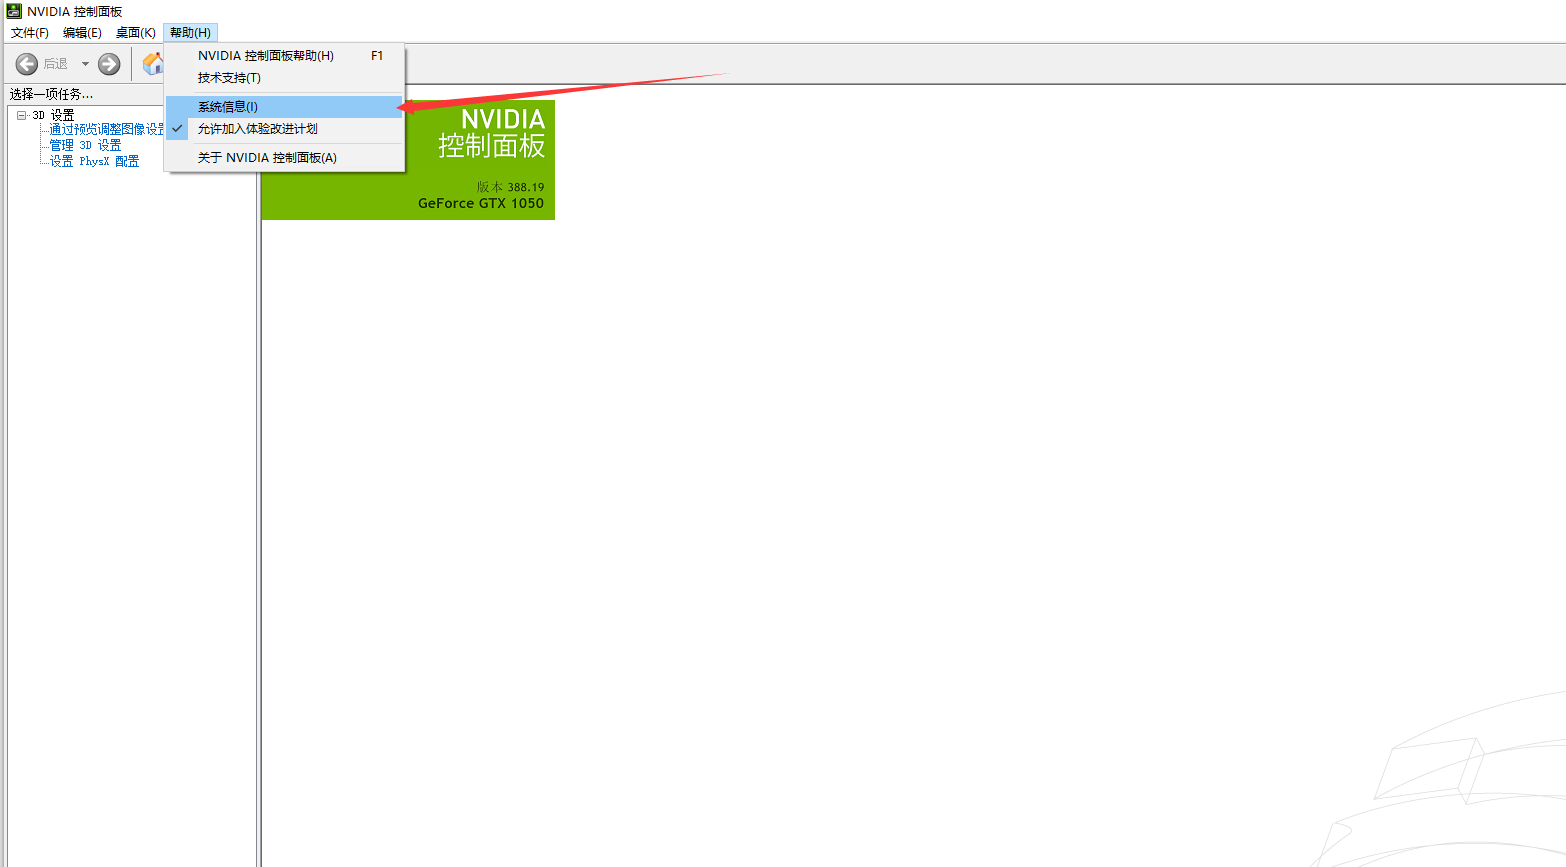 NVIDIA 控制面板
文件(F) 编辑(E) 桌面(K) 帮助(H)
后退
NVIDIA 控制面板帮助(H) F1
技术支持(T)
系统信息(I)
允许加入体验改进计划
关于 NVIDIA 控制面板(A)
选择一项任务...
3D 设置
通过预览调整图像设置
管理 3D 设置
设置 PhysX 配置
NVIDIA
控制面板
版本 388.19
GeForce GTX 1050